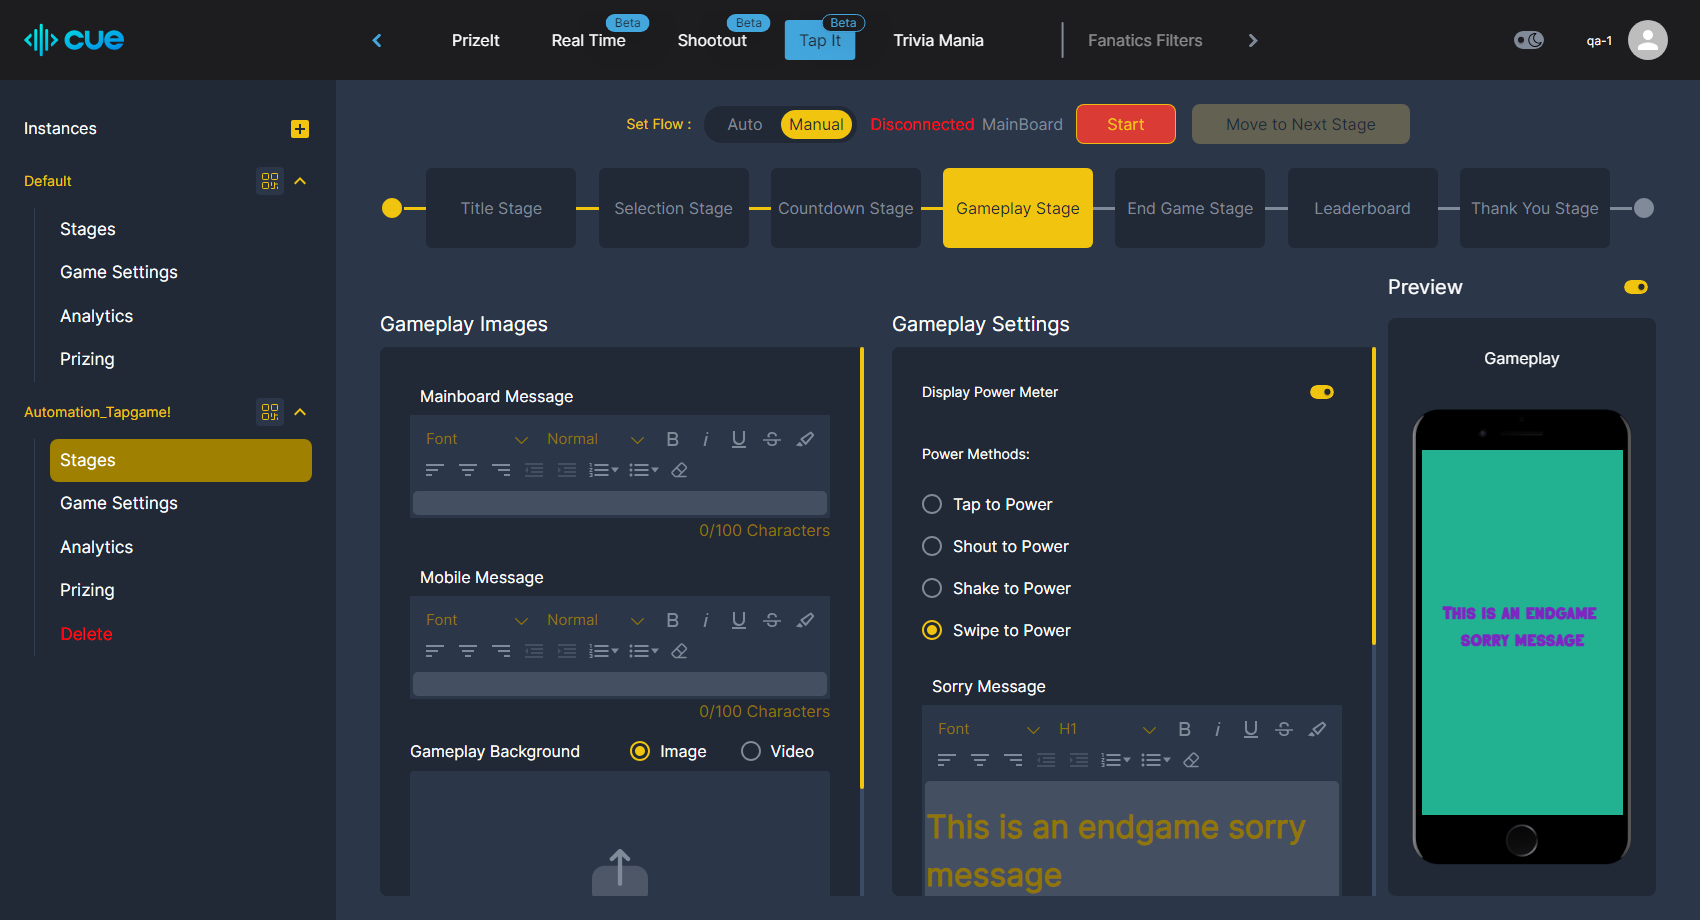 cue
PrizeIt
Real Time
Beta
Shootout
Beta
Tap It
Beta
Trivia Mania
Fanatics Filters
qa-1
Instances
Default
Stages
Game Settings
Analytics
Prizing
Automation_Tapgame!
Stages
Game Settings
Analytics
Prizing
Delete
Set Flow :
Auto
Manual
Disconnected MainBoard
Start
Move to Next Stage
Title Stage
Selection Stage
Countdown Stage
Gameplay Stage
End Game Stage
Leaderboard
Thank You Stage
Gameplay Images
Mainboard Message
Font
Normal
B
i
U
S
0/100 Characters
Mobile Message
Font
Normal
B
i
U
S
0/100 Characters
Gameplay Background
Image
Video
Gameplay Settings
Display Power Meter
Power Methods:
Tap to Power
Shout to Power
Shake to Power
Swipe to Power
Sorry Message
Font
H1
B
i
U
S
This is an endgame sorry
message
Preview
Gameplay
This is an endgame
sorry message